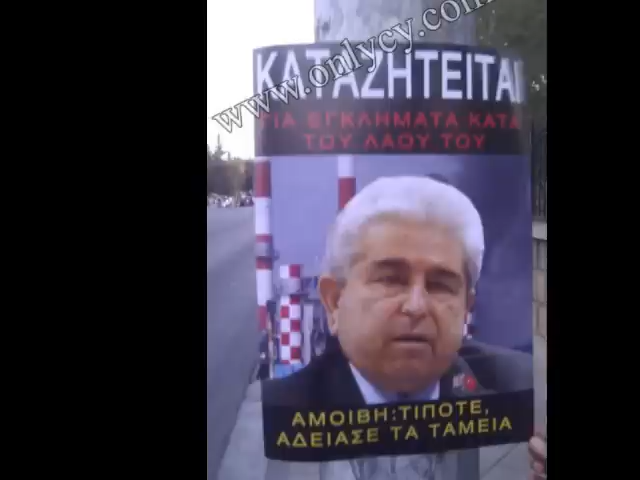 www.onlycy.com
ΚΑΤΑΖΗΤΕΙΤΑΙ
ΓΙΑ ΕΓΚΛΗΜΑΤΑ ΚΑΤΑ
ΤΟΥ ΛΑΟΥ ΤΟΥ
ΑΜΟΙΒΗ:ΤΙΠΟΤΕ,
ΑΔΕΙΑΣΕ ΤΑ ΤΑΜΕΙΑ